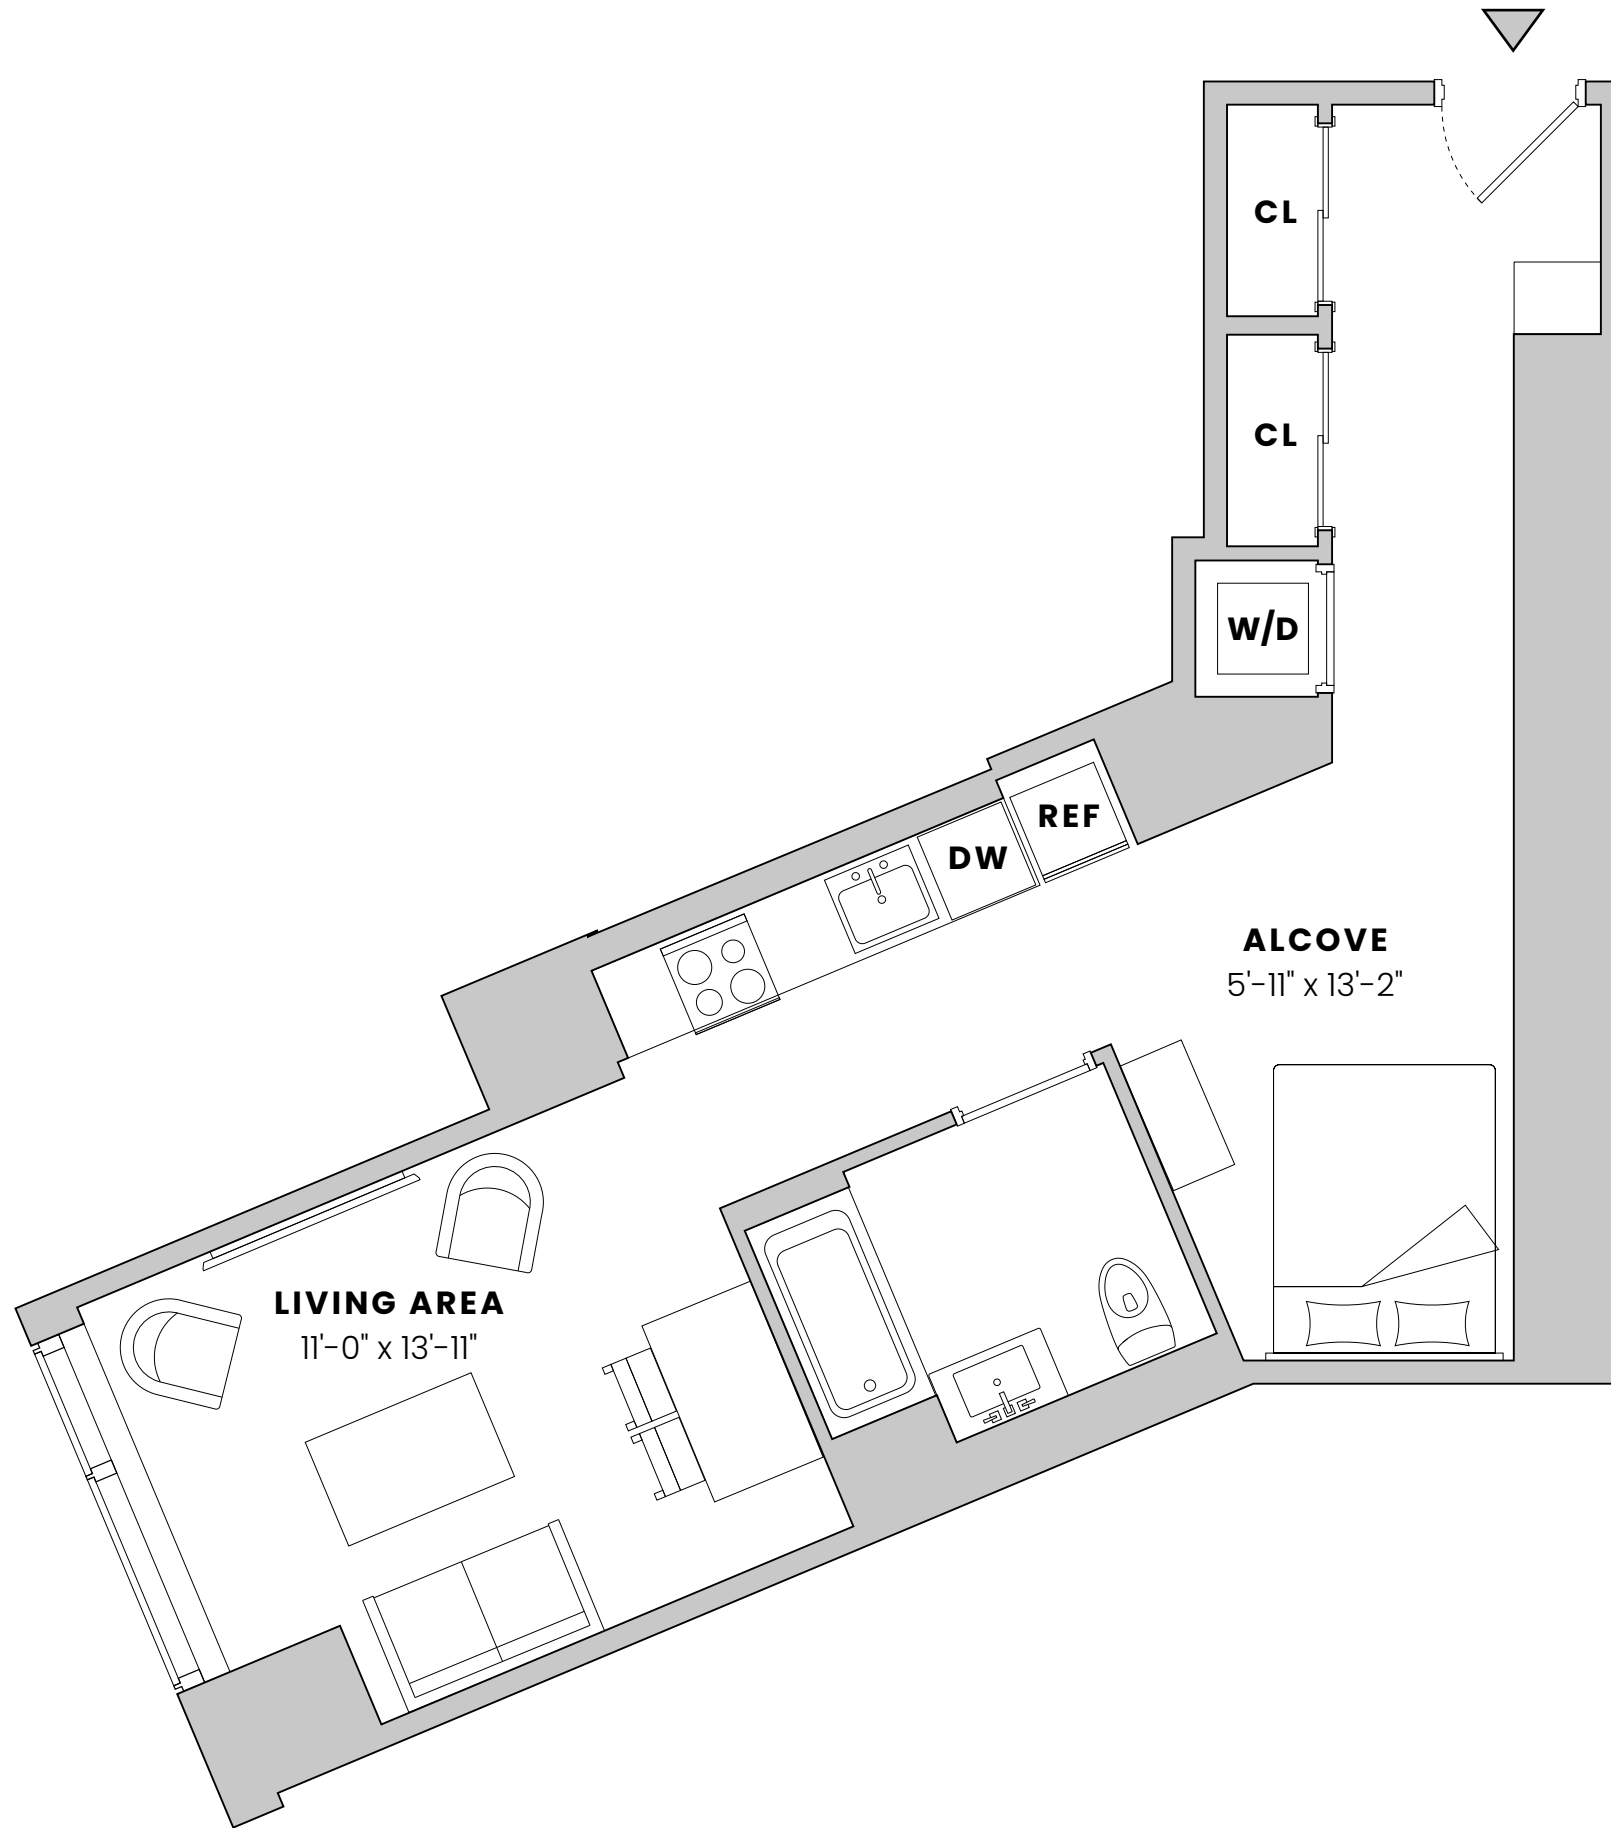 CL
CL
W/D
REF
DW
ALCOVE
5'-11" x 13'-2"
LIVING AREA
11'-0" x 13'-11"